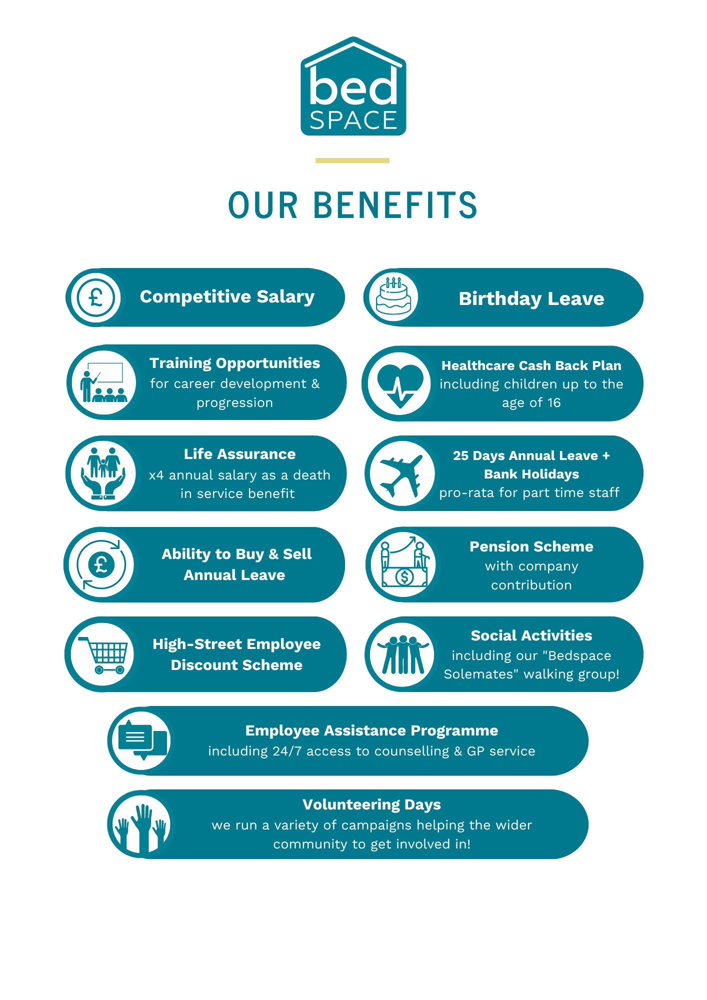 bed
SPACE
OUR BENEFITS
£
Competitive Salary
Birthday Leave
Training Opportunities
for career development &
progression
Healthcare Cash Back Plan
including children up to the
age of 16
Life Assurance
x4 annual salary as a death
in service benefit
25 Days Annual Leave +
Bank Holidays
pro-rata for part time staff
£
Ability to Buy & Sell
Annual Leave
$
Pension Scheme
with company
contribution
High-Street Employee
Discount Scheme
Social Activities
including our "Bedspace
Solemates" walking group!
Employee Assistance Programme
including 24/7 access to counselling & GP service
Volunteering Days
we run a variety of campaigns helping the wider
community to get involved in!